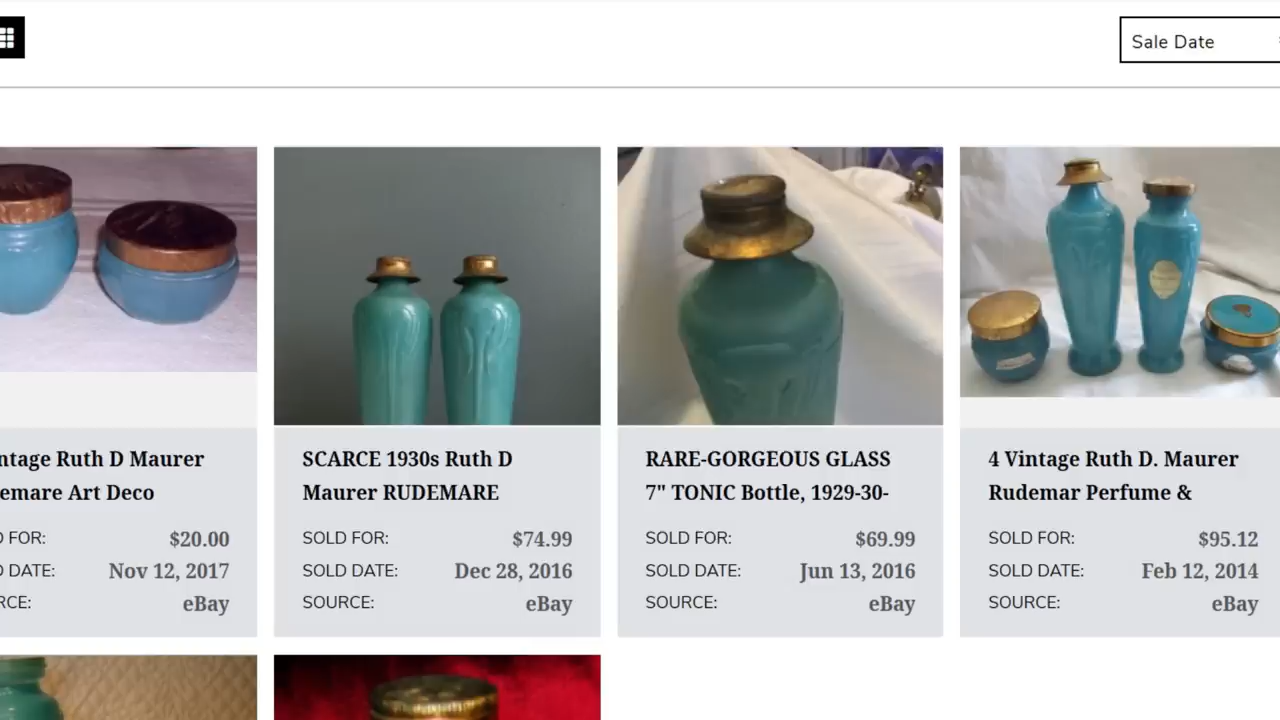 Sale Date
ntage Ruth D Maurer
emare Art Deco
FOR:
$20.00
DATE:
Nov 12, 2017
RCE:
eBay
SCARCE 1930s Ruth D
Maurer RUDEMARE
SOLD FOR:
$74.99
SOLD DATE:
Dec 28, 2016
SOURCE:
eBay
RARE-GORGEOUS GLASS
7" TONIC Bottle, 1929-30-
SOLD FOR:
$69.99
SOLD DATE:
Jun 13, 2016
SOURCE:
eBay
4 Vintage Ruth D. Maurer
Rudemar Perfume &
SOLD FOR:
$95.12
SOLD DATE:
Feb 12, 2014
SOURCE:
eBay